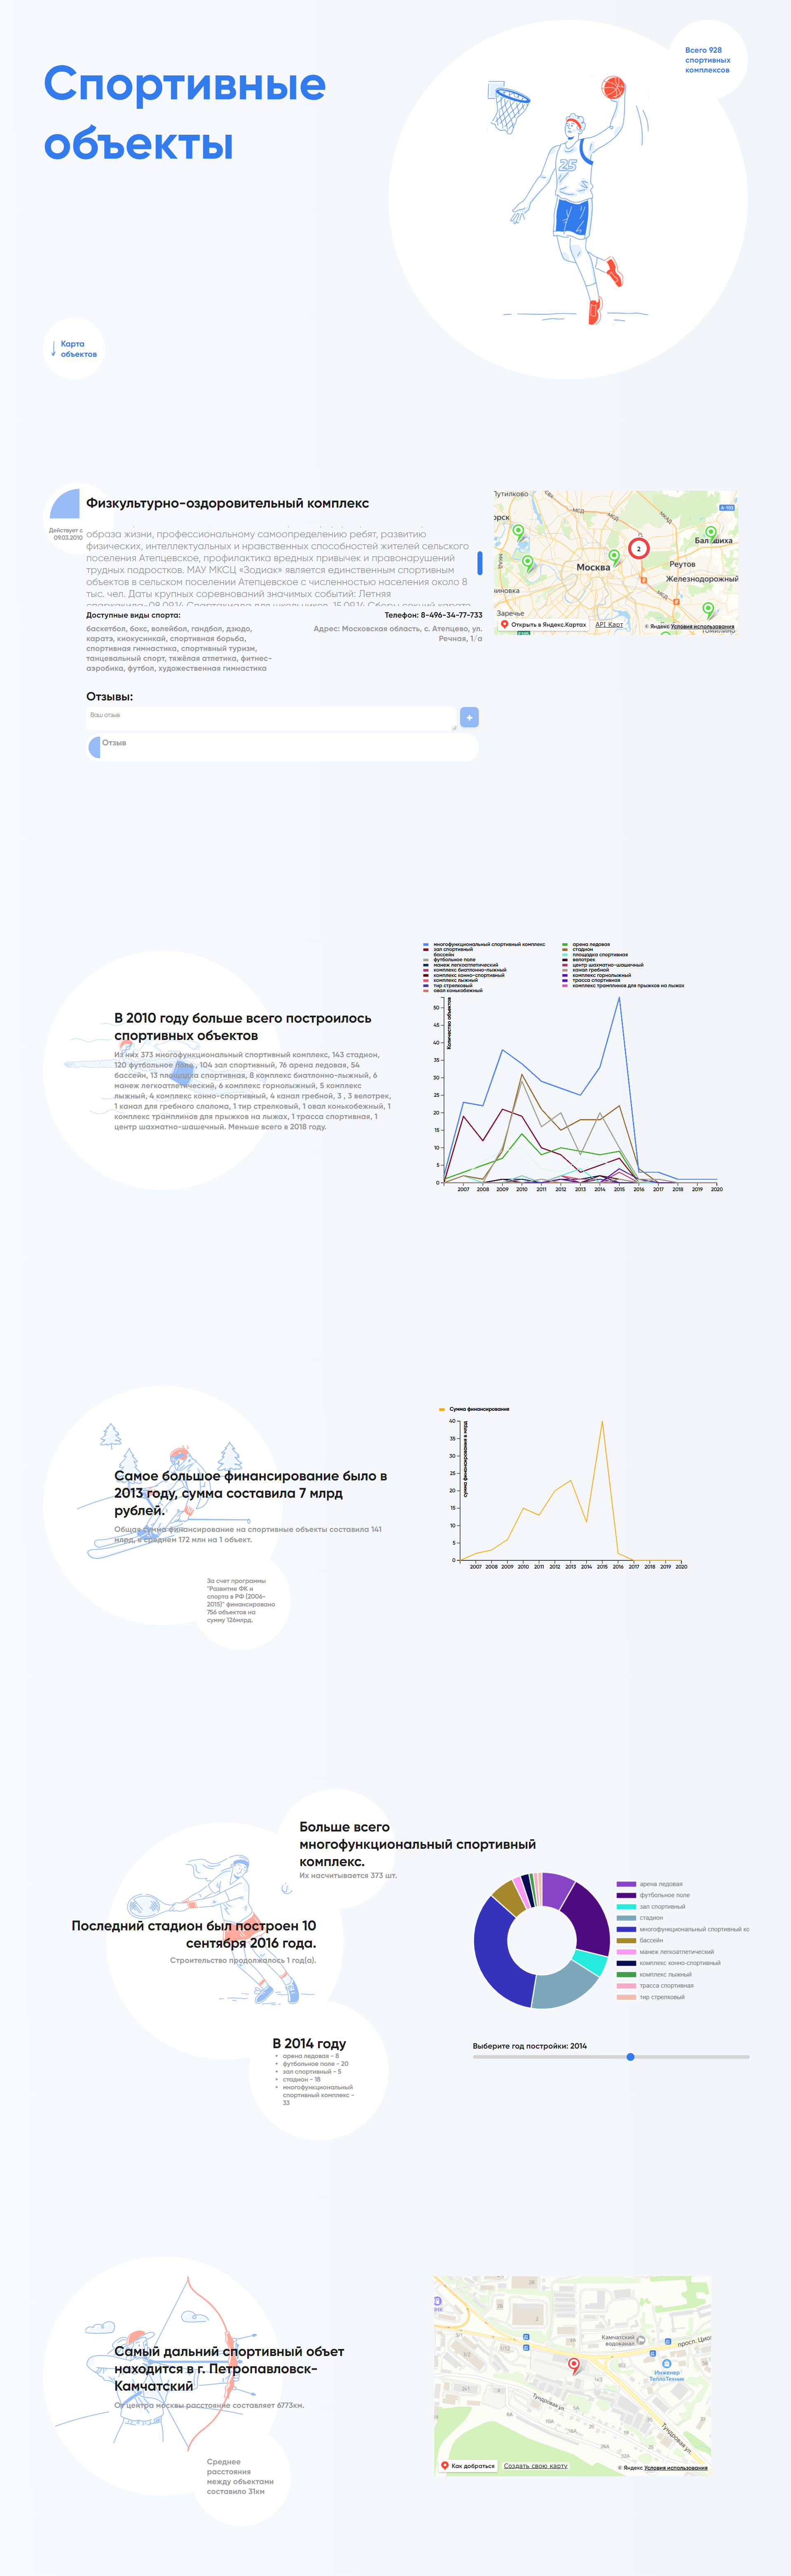 Спортивные
объекты
Всего 928
спортивных
комплексов
25
Карта
объектов
Действует с
09.03.2010
Физкультурно-оздоровительный комплекс
образа жизни, профессиональному самоопределению ребят, развитию
физических, интеллектуальных и нравственных способностей жителей сельского
поселения Атепцевское, профилактика вредных привычек и правонарушений
трудных подростков. МАУ МКСЦ «Зодиак» является единственным спортивным
объектов в сельском поселении Атепцевское с численностью населения около 8
тыс. чел. Даты крупных соревнований значимых событий: Летняя
Доступные виды спорта:
баскетбол, бокс, волейбол, гандбол, дзюдо,
каратэ, киокусинкай, спортивная борьба,
спортивная гимнастика, спортивный туризм,
танцевальный спорт, тяжёлая атлетика, фитнес-
аэробика, футбол, художественная гимнастика
Телефон: 8-496-34-77-733
Адрес: Московская область, с. Атепцево, ул.
Речная, 1/а
Отзывы:
Ваш отзыв
+
Отзыв
Путилково
МСД
МСД
МКАД
А-103
2
Москва
Реутов
Железнодорожный
Заречье
МСД
Открыть в Яндекс.Картах
API Карт
© Яндекс Условия использования
В 2010 году больше всего построилось
спортивных объектов
Из них 373 многофункциональный спортивный комплекс, 143 стадион,
120 футбольное поле , 104 зал спортивный, 76 арена ледовая, 54
бассейн, 13 площадка спортивная, 8 комплекс биатлонно-лыжный, 6
манеж легкоатлетический, 6 комплекс горнолыжный, 5 комплекс
лыжный, 4 комплекс конно-спортивный, 4 канал гребной, 3 , 3 велотрек,
1 канал для гребного слалома, 1 тир стрелковый, 1 овал конькобежный, 1
комплекс трамплинов для прыжков на лыжах, 1 трасса спортивная, 1
центр шахматно-шашечный. Меньше всего в 2018 году.
многофункциональный спортивный комплекс
зал спортивный
бассейн
футбольное поле
манеж легкоатлетический
комплекс биатлонно-лыжный
комплекс конно-спортивный
комплекс лыжный
тир стрелковый
овал конькобежный
арена ледовая
стадион
площадка спортивная
велотрек
центр шахматно-шашечный
канал гребной
комплекс горнолыжный
трасса спортивная
комплекс трамплинов для прыжков на лыжах
Количество объектов
50
45
40
35
30
25
20
15
10
5
0
2007 2008 2009 2010 2011 2012 2013 2014 2015 2016 2017 2018 2019 2020
Самое большое финансирование было в
2013 году, сумма составила 7 млрд
рублей.
Общая сумма финансирование на спортивные объекты составила 141
млрд, в среднем 172 млн на 1 объект.
За счет программы
"Развитие ФК и
спорта в РФ (2006-
2015)" финансировано
756 объектов на
сумму 126млрд.
Сумма финансирования
сумма финансирования в млрд
40
35
30
25
20
15
10
5
0
2007 2008 2009 2010 2011 2012 2013 2014 2015 2016 2017 2018 2019 2020
Больше всего
многофункциональный спортивный
комплекс.
Их насчитывается 373 шт.
Последний стадион был построен 10
сентября 2016 года.
Строительство продолжалось 1 год(а).
В 2014 году
• арена ледовая - 8
• футбольное поле - 20
• зал спортивный - 5
• стадион - 18
• многофункциональный
спортивный комплекс -
33
арена ледовая
футбольное поле
зал спортивный
стадион
многофункциональный спортивный кс
бассейн
манеж легкоатлетический
комплекс конно-спортивный
комплекс лыжный
трасса спортивная
тир стрелковый
Выберите год постройки: 2014
Самый дальний спортивный объет
находится в г. Петропавловск-
Камчатский
От центра москвы расстояние составляет 6773км.
Среднее
расстояния
между объектами
составило 31км
Камчатский
водоканал
просп. Циол
Инженер
ТеплоТехник
Тундровая ул.
Тундровая ул.
Как добраться
Создать свою карту
© Яндекс Условия использования